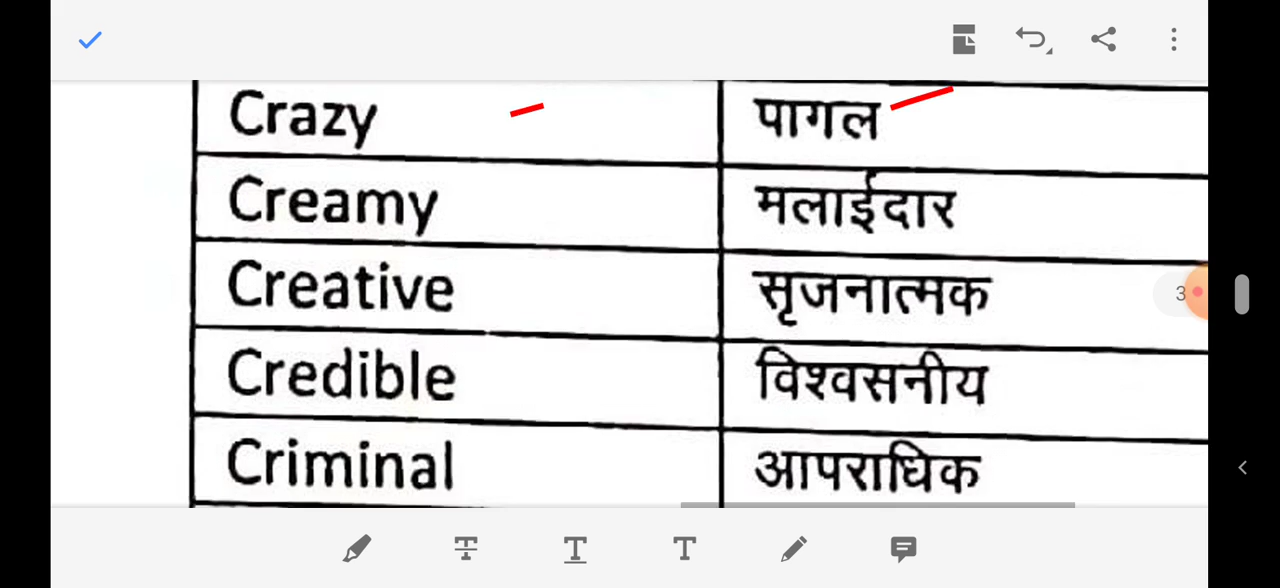 Crazy पागल
Creamy मलाईदार
Creative सृजनात्मक
3
Credible विश्वसनीय
Criminal आपराधिक